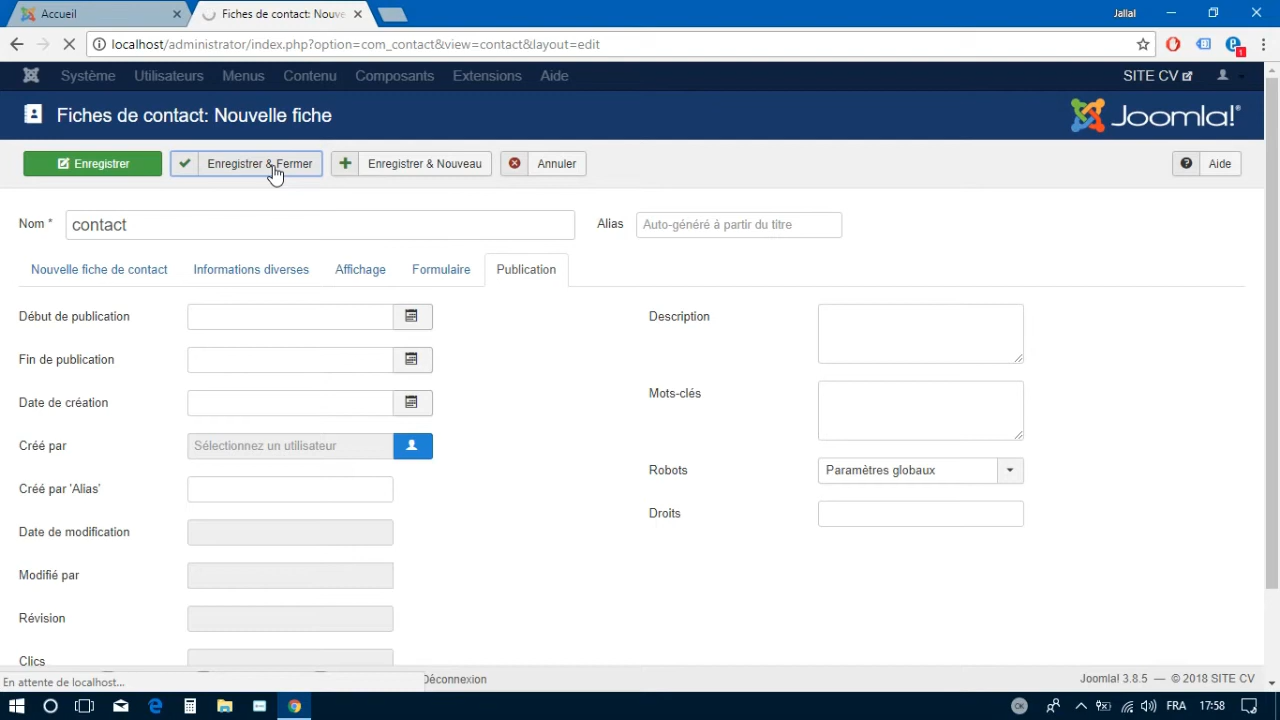 Accueil
Fiches de contact: Nouve
Jallal
localhost/administrator/index.php?option=com_contact&view=contact&layout=edit
1
Système Utilisateurs Menus Contenu Composants Extensions Aide
SITE CV
Fiches de contact: Nouvelle fiche
Joomla!®
Enregistrer
Enregistrer & Fermer
Enregistrer & Nouveau
Annuler
Aide
Nom * contact
Alias Auto-généré à partir du titre
Nouvelle fiche de contact Informations diverses Affichage Formulaire Publication
Début de publication
Description
Fin de publication
Mots-clés
Date de création
Créé par Sélectionnez un utilisateur
Robots Paramètres globaux
Créé par 'Alias'
Droits
Date de modification
Modifié par
Révision
Clics
En attente de localhost...
Déconnexion
Joomla! 3.8.5 — © 2018 SITE CV
OK
FRA 17:58